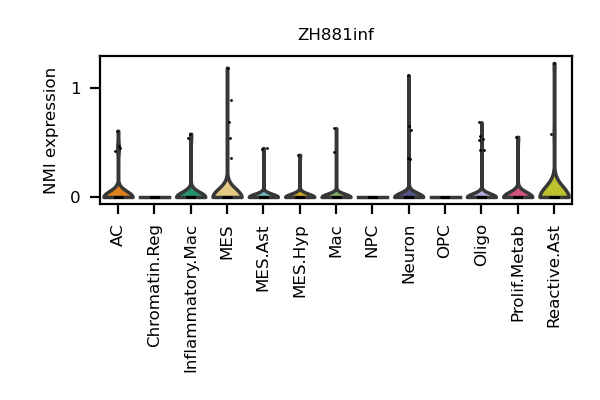 ZH881inf
NMI expression
1
0
AC
Chromatin.Reg
Inflammatory.Mac
MES
MES.Ast
MES.Hyp
Mac
NPC
Neuron
OPC
Oligo
Prolif.Metab
Reactive.Ast